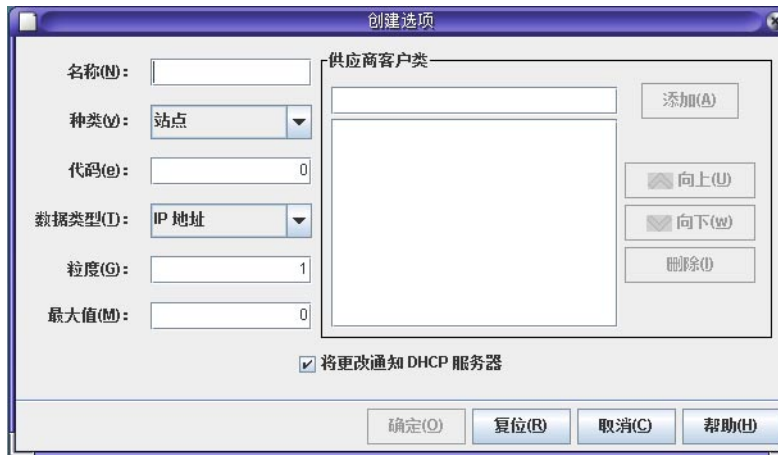 创建选项
名称(N)：
种类(v)：
站点
代码(e)：
0
数据类型(T)：
IP 地址
粒度(G)：
1
最大值(M)：
0
供应商客户类
添加(A)
向上(U)
向下(w)
删除(I)
将更改通知 DHCP 服务器
确定(O)
复位(R)
取消(C)
帮助(H)